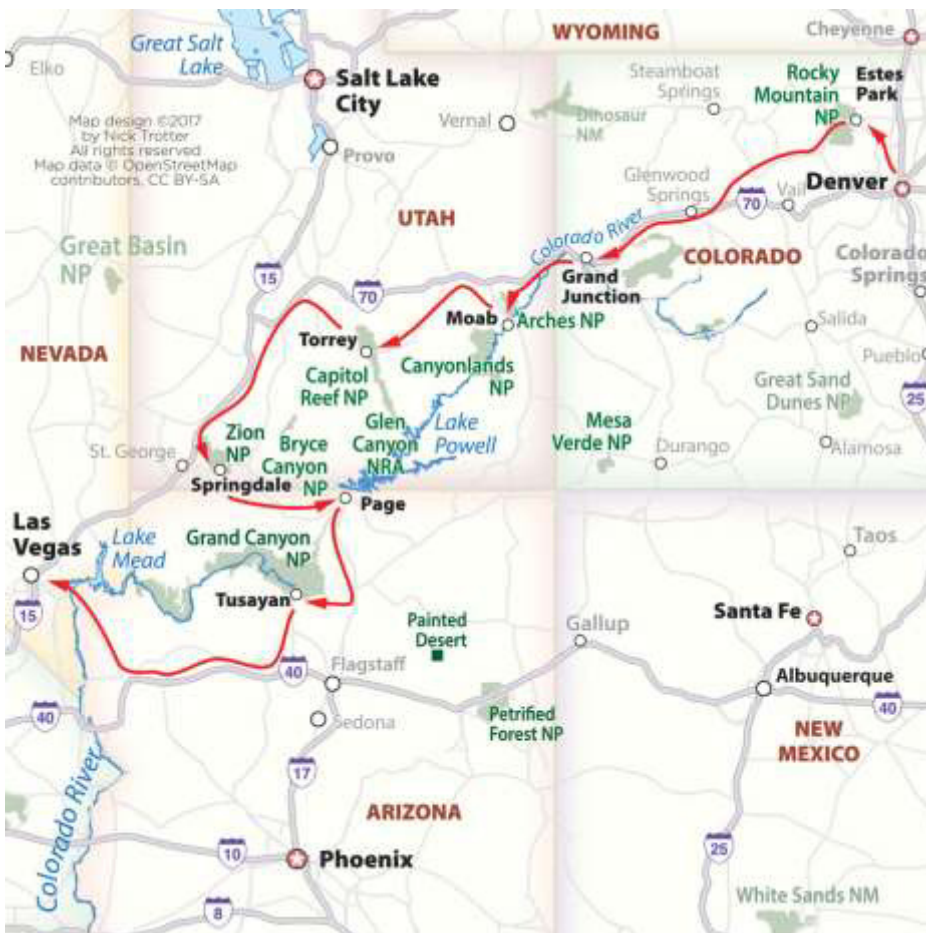 WYOMING
Cheyenne
Great Salt
Lake
Elko
Salt Lake
City
Steamboat
Springs
Rocky
Mountain
NP
Estes
Park
Map design ©2017
by Nick Trotter
All rights reserved
Map data © OpenStreetMap
contributors, CC BY-SA
Vernal
Dinosaur
NM
Provo
Glenwood
Springs
Vail
Denver
70
UTAH
Colorado River
COLORADO
Great Basin
NP
15
70
Grand
Junction
Colorado
Springs
Moab
Arches NP
Torrey
Salida
NEVADA
Capitol
Reef NP
Canyonlands
NP
Pueblo
Great Sand
Dunes NP
25
Zion
NP
Bryce
Canyon
NP
Glen
Canyon
NRA
Lake
Powell
Mesa
Verde NP
Durango
Alamosa
St. George
Springdale
Page
Las
Vegas
Lake
Mead
Grand Canyon
NP
Taos
15
Tusayan
Painted
Desert
Gallup
Santa Fe
40
Flagstaff
Albuquerque
40
40
Sedona
Petrified
Forest NP
NEW
MEXICO
Colorado River
17
ARIZONA
10
Phoenix
25
8
White Sands NM